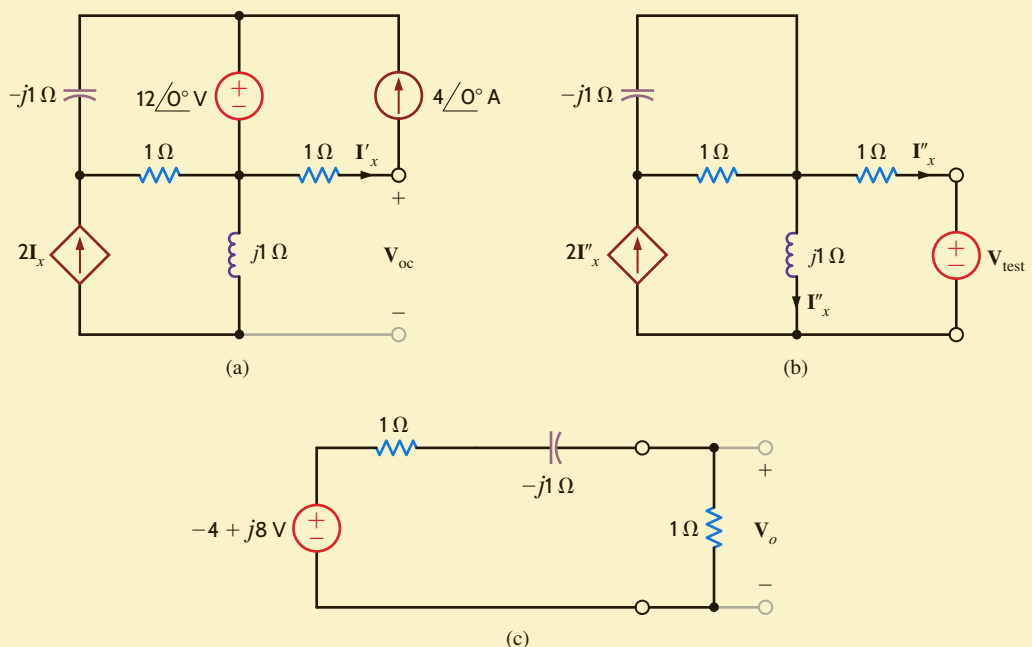 −j1 Ω
12/0° V
+
−
4/0° A
1 Ω
1 Ω
I′x
+
2Ix
j1 Ω
Voc
−
(a)
−j1 Ω
1 Ω
1 Ω
I″x
2I″x
j1 Ω
I″x
+
−
Vtest
(b)
1 Ω
−j1 Ω
+
−4 + j8 V
+
−
1 Ω
Vo
−
(c)